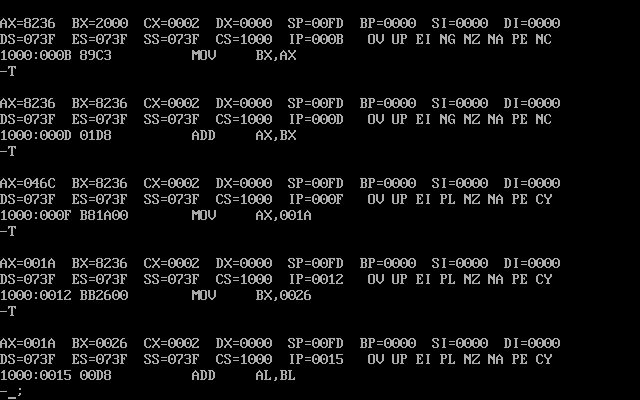 AX=8236  BX=2000  CX=0002  DX=0000  SP=00FD  BP=0000  SI=0000  DI=0000
DS=073F  ES=073F  SS=073F  CS=1000  IP=000B   OV UP EI NG NZ NA PE NC
1000:000B 89C3          MOV     BX,AX
-T
AX=8236  BX=8236  CX=0002  DX=0000  SP=00FD  BP=0000  SI=0000  DI=0000
DS=073F  ES=073F  SS=073F  CS=1000  IP=000D   OV UP EI NG NZ NA PE NC
1000:000D 01D8          ADD     AX,BX
-T
AX=046C  BX=8236  CX=0002  DX=0000  SP=00FD  BP=0000  SI=0000  DI=0000
DS=073F  ES=073F  SS=073F  CS=1000  IP=000F   OV UP EI PL NZ NA PE CY
1000:000F B81A00        MOV     AX,001A
-T
AX=001A  BX=8236  CX=0002  DX=0000  SP=00FD  BP=0000  SI=0000  DI=0000
DS=073F  ES=073F  SS=073F  CS=1000  IP=0012   OV UP EI PL NZ NA PE CY
1000:0012 BB2600        MOV     BX,0026
-T
AX=001A  BX=0026  CX=0002  DX=0000  SP=00FD  BP=0000  SI=0000  DI=0000
DS=073F  ES=073F  SS=073F  CS=1000  IP=0015   OV UP EI PL NZ NA PE CY
1000:0015 00D8          ADD     AL,BL
-_;